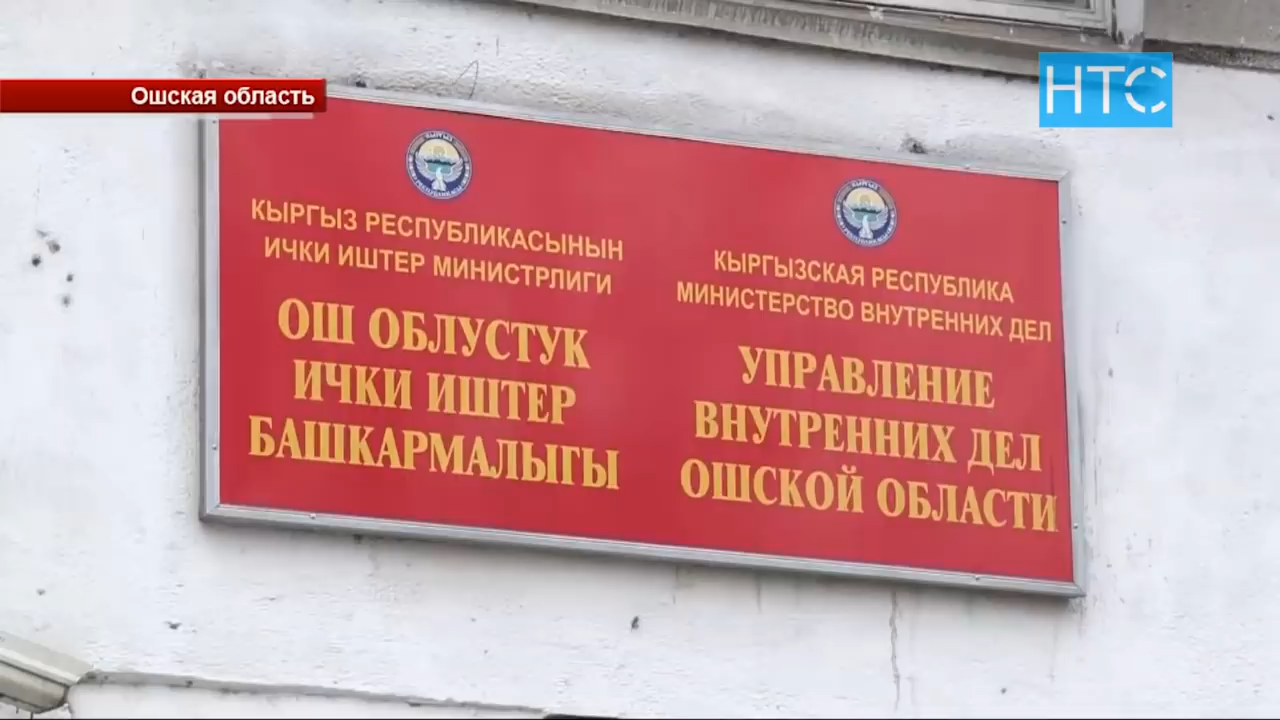 Ошская область
НТС
КЫРГЫЗ РЕСПУБЛИКАСЫНЫН
ИЧКИ ИШТЕР МИНИСТРЛИГИ
ОШ ОБЛУСТУК
ИЧКИ ИШТЕР
БАШКАРМАЛЫГЫ
КЫРГЫЗСКАЯ РЕСПУБЛИКА
МИНИСТЕРСТВО ВНУТРЕННИХ ДЕЛ
УПРАВЛЕНИЕ
ВНУТРЕННИХ ДЕЛ
ОШСКОЙ ОБЛАСТИ